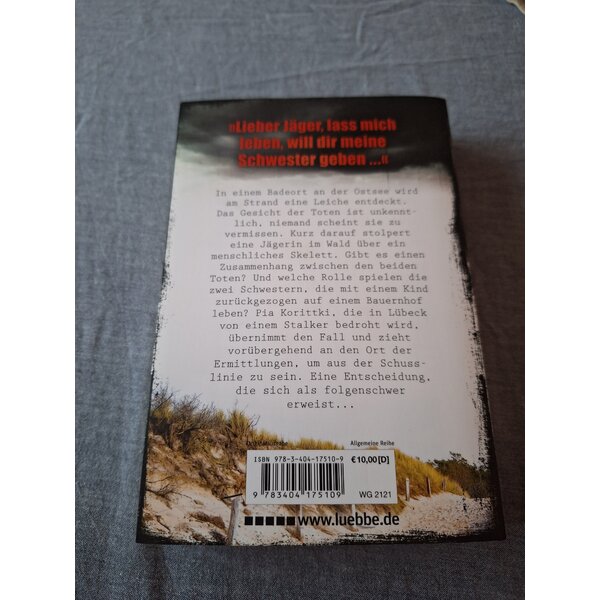 »Lieber Jäger, lass mich
leben, will dir meine
Schwester geben ...«
In einem Badeort an der Ostsee wird
am Strand eine Leiche entdeckt.
Das Gesicht der Toten ist unkennt-
lich, niemand scheint sie zu
vermissen. Kurz darauf stolpert
eine Jägerin im Wald über ein
menschliches Skelett. Gibt es einen
Zusammenhang zwischen den beiden
Toten? Und welche Rolle spielen die
zwei Schwestern, die mit einem Kind
zurückgezogen auf einem Bauernhof
leben? Pia Korittki, die in Lübeck
von einem Stalker bedroht wird,
übernimmt den Fall und zieht
vorübergehend an den Ort der
Ermittlungen, um aus der Schuss-
linie zu sein. Eine Entscheidung,
die sich als folgenschwer
erweist...
Allgemeine Reihe
ISBN 978-3-404-17510-9
€ 10,00 [D]
9 783404 175109
WG 2121
www.luebbe.de